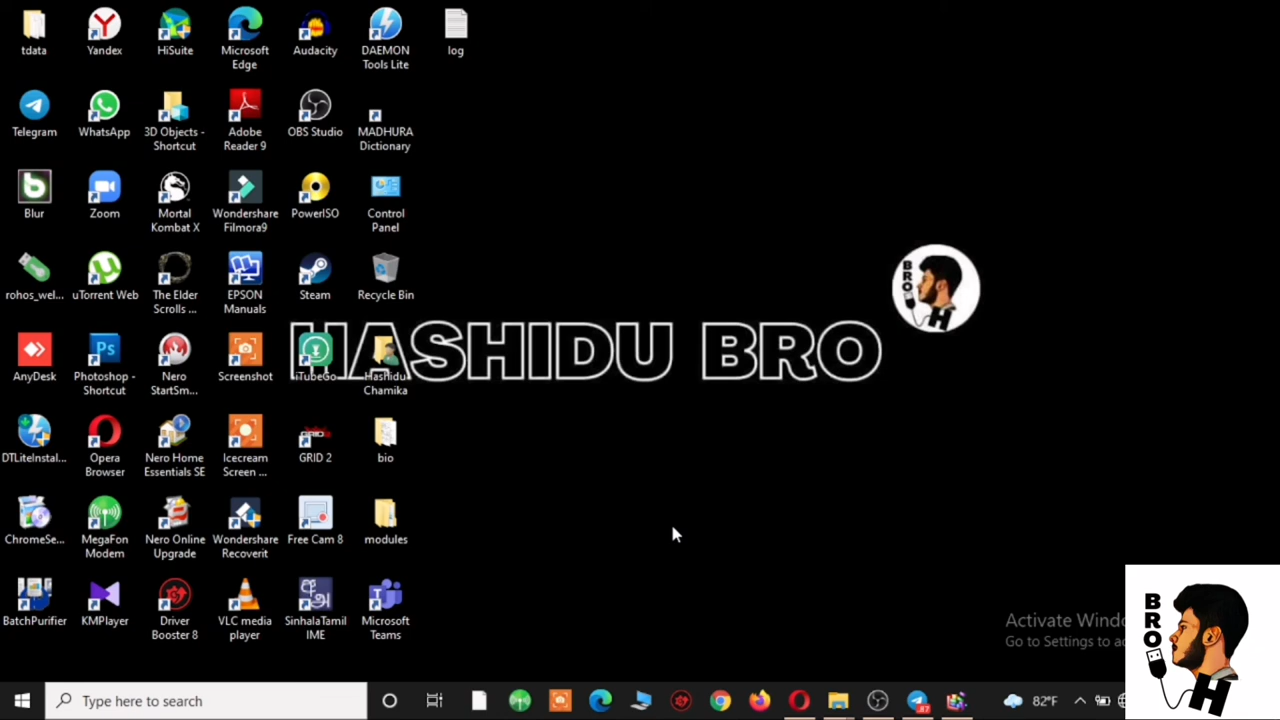 tdata
Yandex
HiSuite
Microsoft
Edge
Audacity
DAEMON
Tools Lite
log
Telegram
WhatsApp
3D Objects -
Shortcut
Adobe
Reader 9
OBS Studio
MADHURA
Dictionary
Blur
Zoom
Mortal
Kombat X
Wondershare
Filmora9
PowerISO
Control
Panel
rohos_wel...
uTorrent Web
The Elder
Scrolls ...
EPSON
Manuals
Steam
Recycle Bin
BRO
H
HASHIDU BRO
AnyDesk
Photoshop -
Shortcut
Nero
StartSm...
Screenshot
iTubeGo
Hashidu
Chamika
DTLiteInstal...
Opera
Browser
Nero Home
Essentials SE
Icecream
Screen ...
GRID 2
bio
ChromeSe...
MegaFon
Modem
Nero Online
Upgrade
Wondershare
Recoverit
Free Cam 8
modules
BatchPurifier
KMPlayer
Driver
Booster 8
VLC media
player
SinhalaTamil
IME
Microsoft
Teams
Activate Windo
Go to Settings to ac
BRO
H
Type here to search
82°F